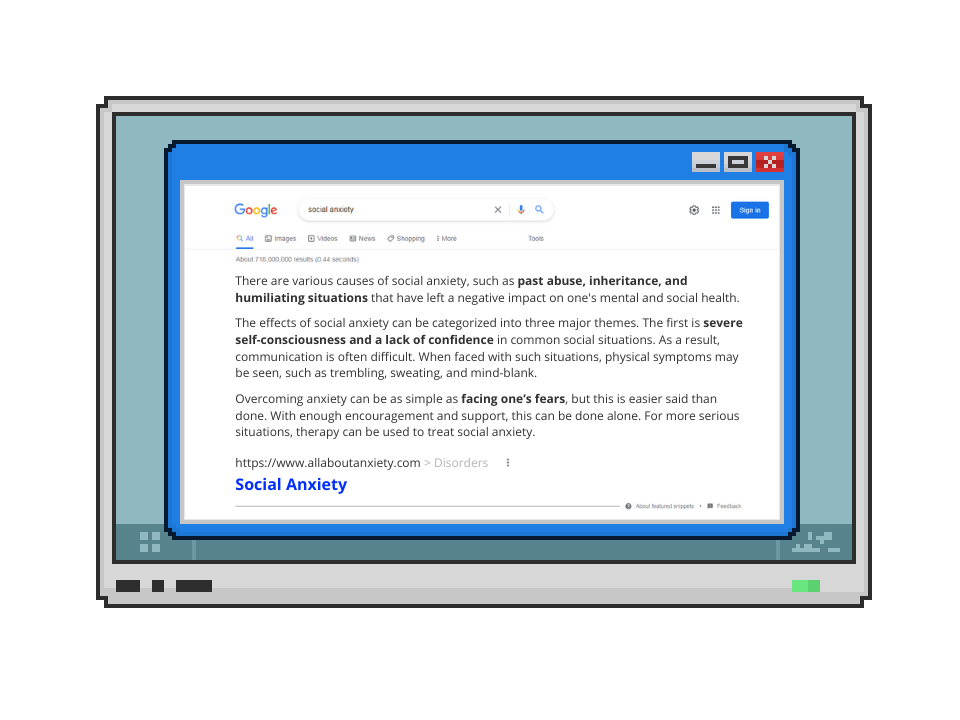 Google social anxiety Sign in
All Images Videos News Shopping More Tools
About 718,000,000 results (0.44 seconds)
There are various causes of social anxiety, such as past abuse, inheritance, and
humiliating situations that have left a negative impact on one's mental and social health.
The effects of social anxiety can be categorized into three major themes. The first is severe
self-consciousness and a lack of confidence in common social situations. As a result,
communication is often difficult. When faced with such situations, physical symptoms may
be seen, such as trembling, sweating, and mind-blank.
Overcoming anxiety can be as simple as facing one’s fears, but this is easier said than
done. With enough encouragement and support, this can be done alone. For more serious
situations, therapy can be used to treat social anxiety.
https://www.allaboutanxiety.com > Disorders
Social Anxiety
About featured snippets • Feedback